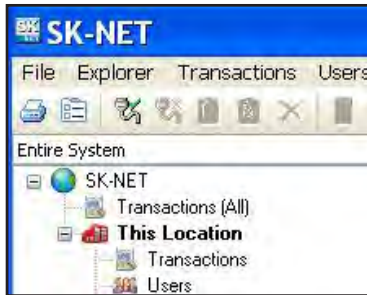 SK-NET
File Explorer Transactions Users
Entire System
SK-NET
Transactions (All)
This Location
Transactions
Users